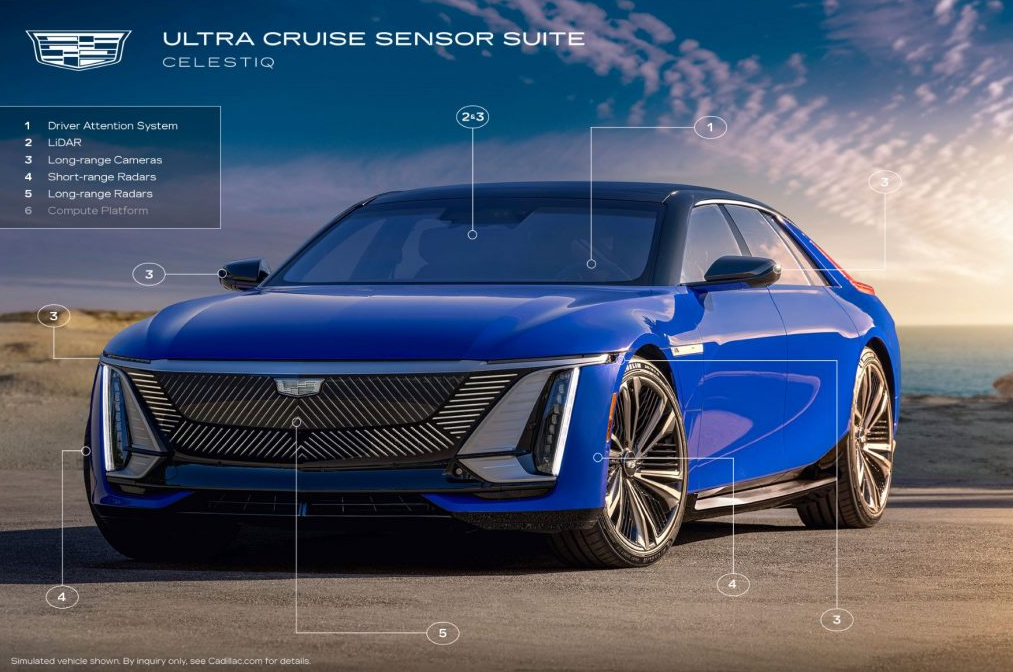 ULTRA CRUISE SENSOR SUITE
CELESTIQ
1 Driver Attention System
2 LiDAR
3 Long-range Cameras
4 Short-range Radars
5 Long-range Radars
6 Compute Platform
2&3
1
3
3
3
4
4
3
5
Simulated vehicle shown. By inquiry only, see Cadillac.com for details.